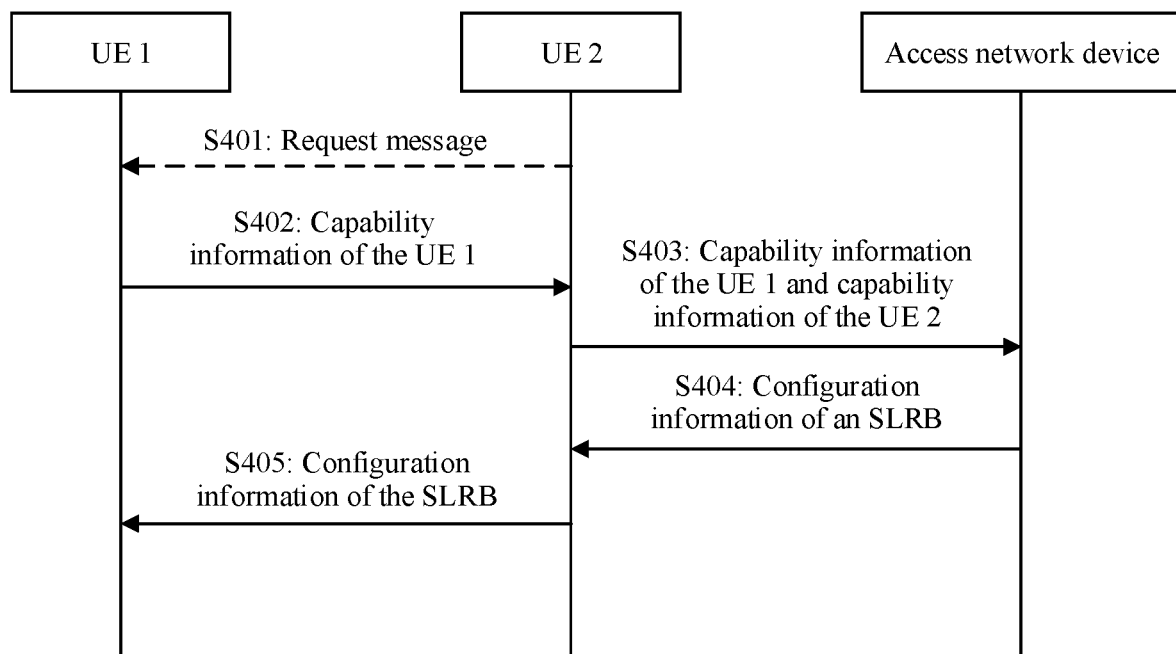 UE 1
UE 2
Access network device
S401: Request message
S402: Capability
information of the UE 1
S403: Capability information
of the UE 1 and capability
information of the UE 2
S404: Configuration
information of an SLRB
S405: Configuration
information of the SLRB